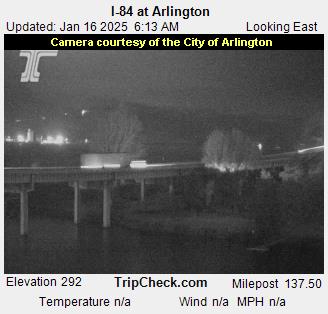 I-84 at Arlington
Updated: Jan 16 2025 6:13 AM Looking East
Camera courtesy of the City of Arlington
Elevation 292 TripCheck.com Milepost 137.50
Temperature n/a Wind n/a MPH n/a